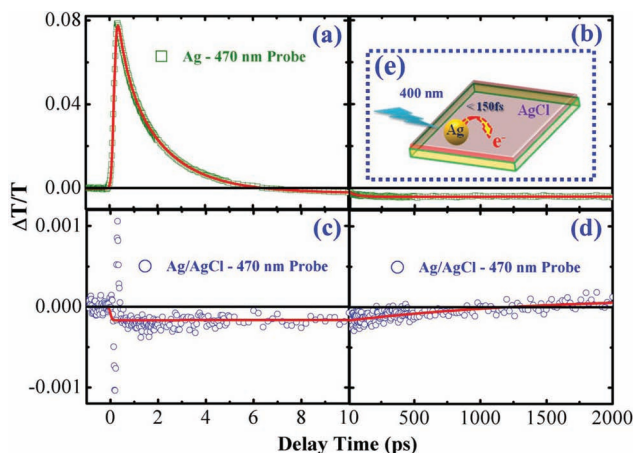 0.08
0.04
0.00
0.001
0.000
-0.001
ΔT/T
(a)
Ag - 470 nm Probe
(b)
(e)
400 nm
< 150fs
AgCl
Ag
e-
(c)
Ag/AgCl - 470 nm Probe
(d)
Ag/AgCl - 470 nm Probe
0 2 4 6 8 10 500 1000 1500 2000
Delay Time (ps)